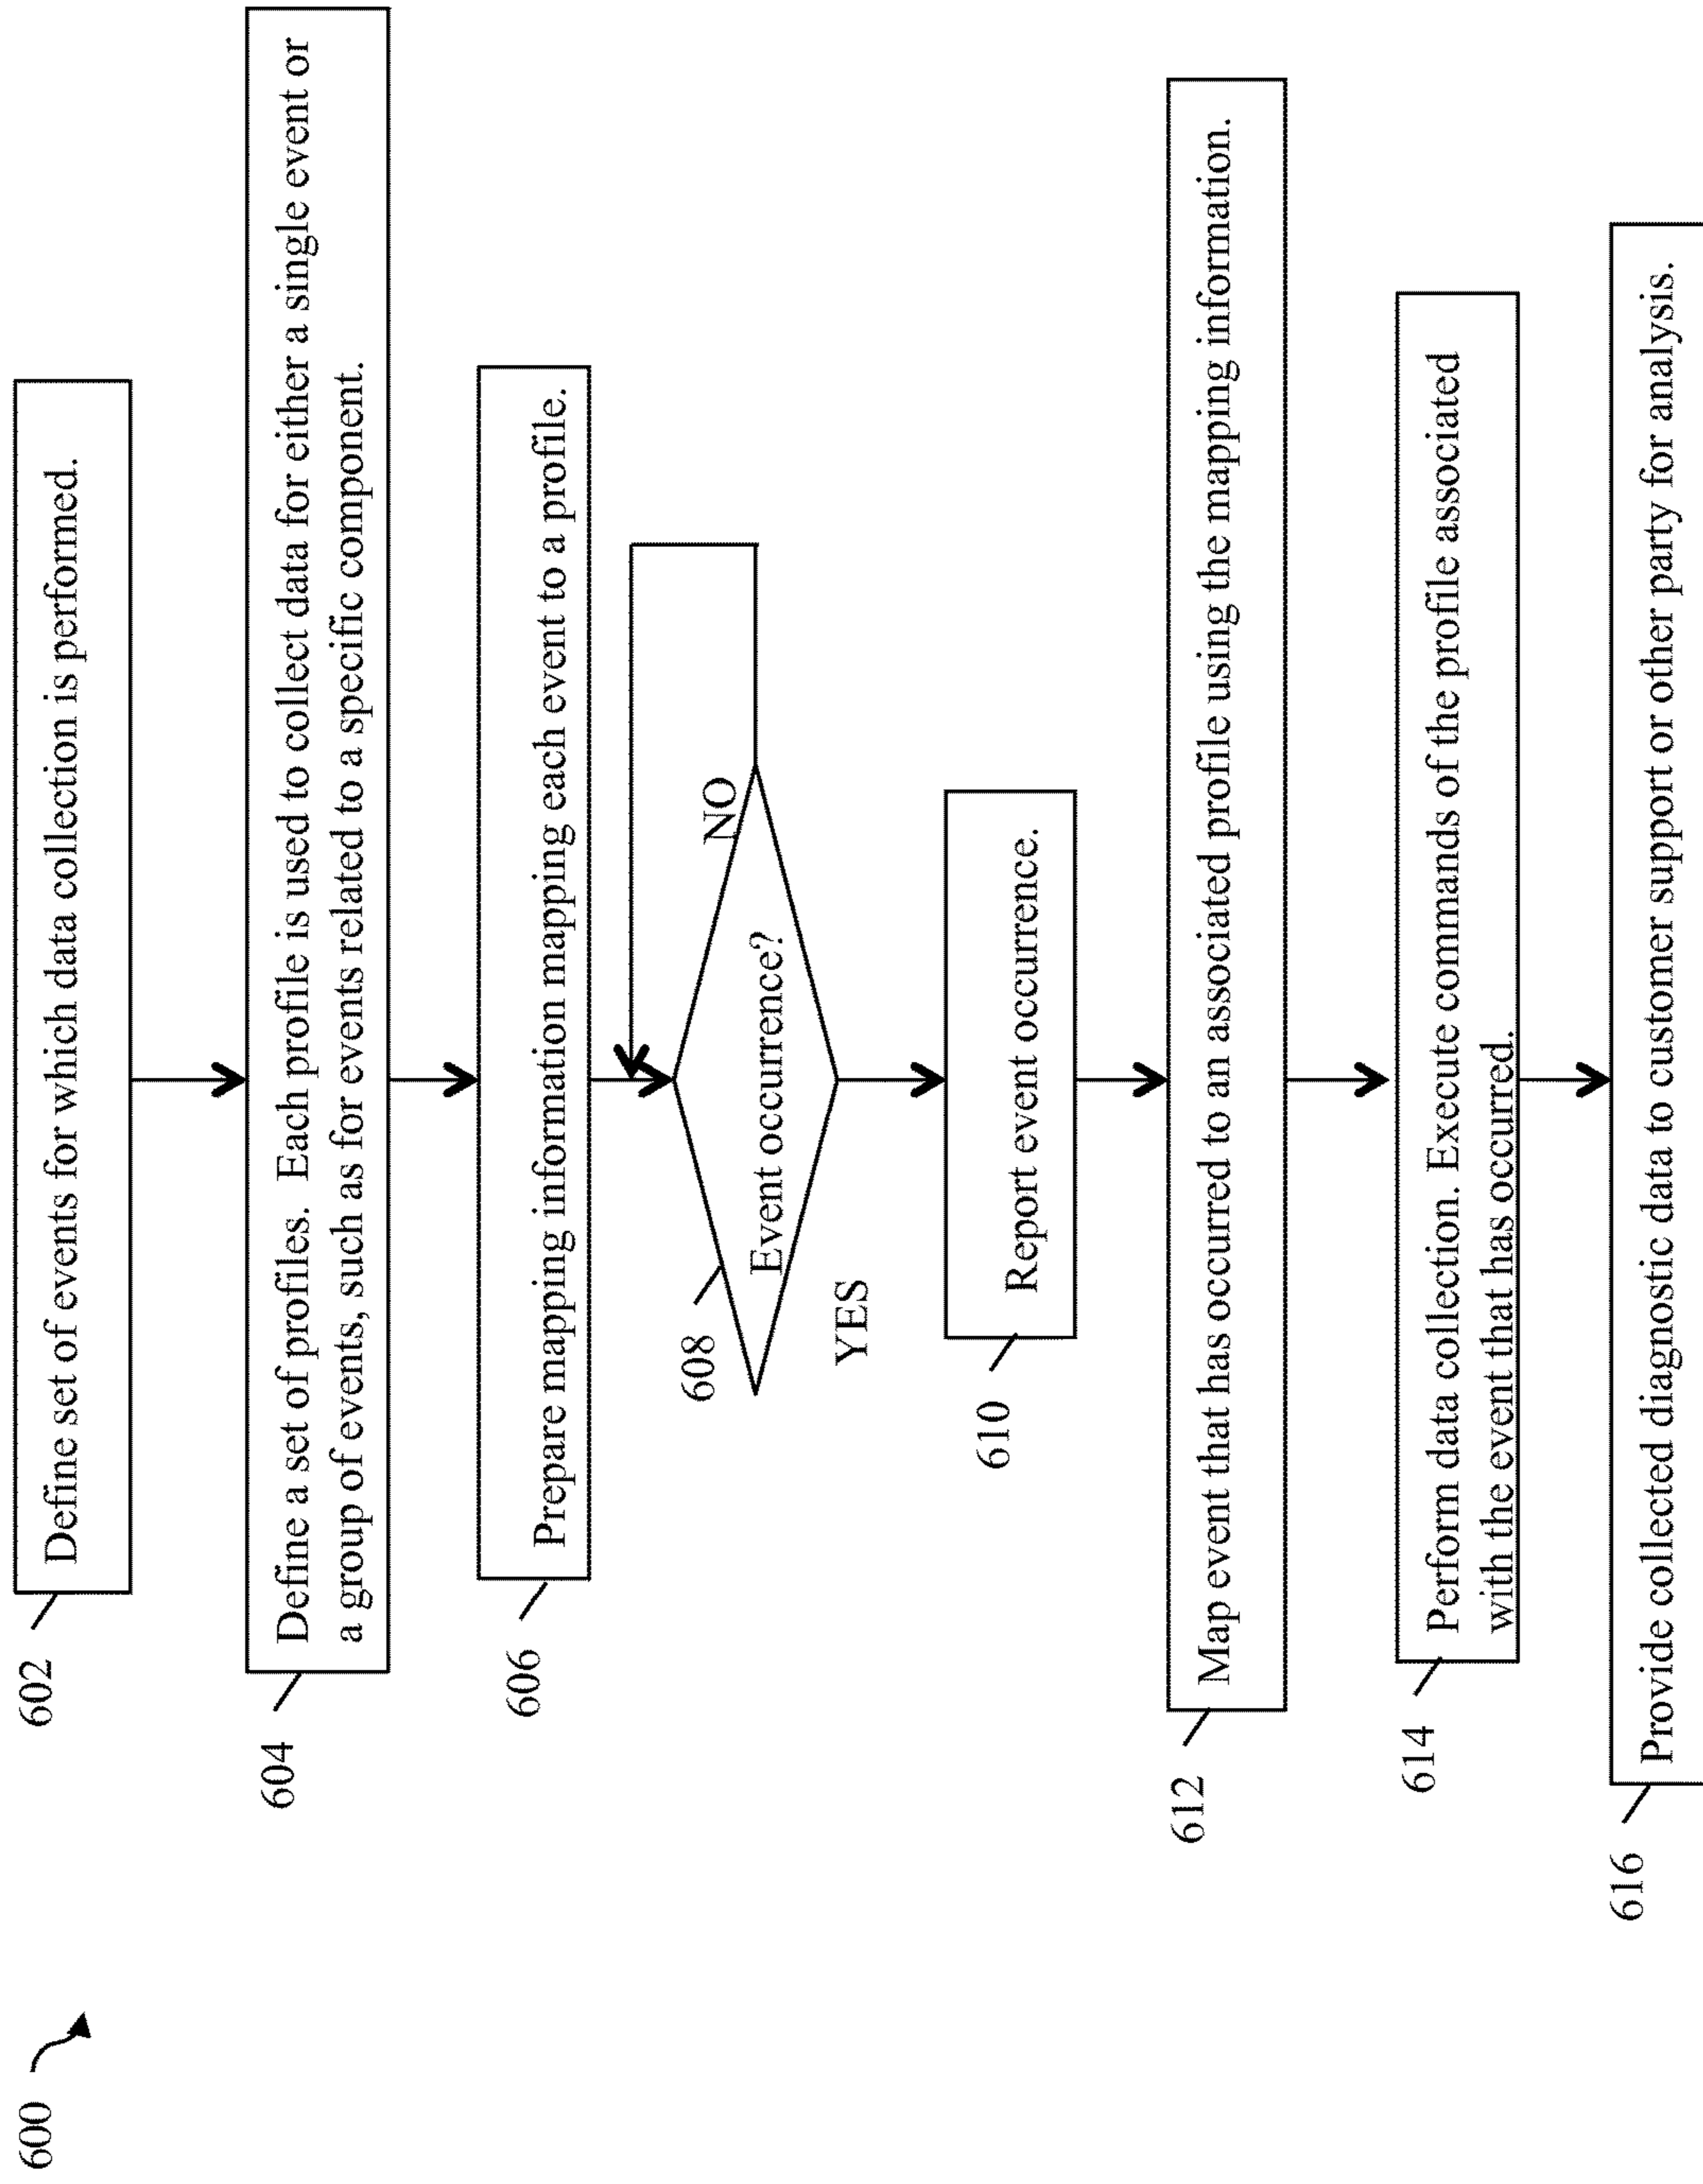 600
602
Define set of events for which data collection is performed.
604
Define a set of profiles.  Each profile is used to collect data for either a single event or
a group of events, such as for events related to a specific component.
606
Prepare mapping information mapping each event to a profile.
608
Event occurrence?
NO
YES
610
Report event occurrence.
612
Map event that has occurred to an associated profile using the mapping information.
614
Perform data collection. Execute commands of the profile associated
with the event that has occurred.
616
Provide collected diagnostic data to customer support or other party for analysis.